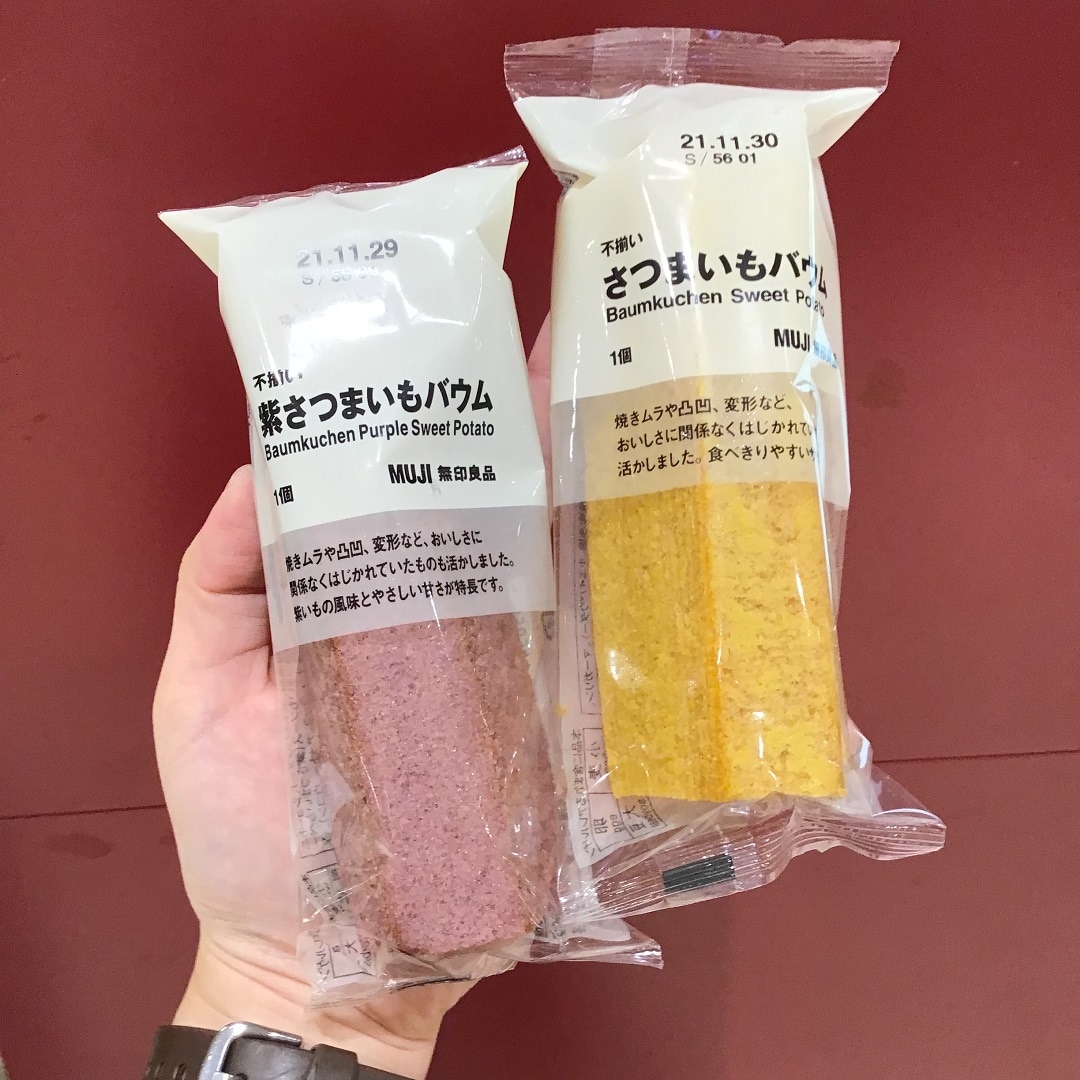 21.11.29
不揃い
紫さつまいもバウム
Baumkuchen Purple Sweet Potato
MUJI 無印良品
1個
焼きムラや凸凹、変形など、おいしさに
関係なくはじかれていたものも活かしました。
紫いもの風味とやさしい甘さが特長です。
21.11.30
S/ 56 01
不揃い
さつまいもバウム
Baumkuchen Sweet Potato
MUJI 無印良品
1個
焼きムラや凸凹、変形など、
おいしさに関係なくはじかれてい
活かしました。食べきりやすい